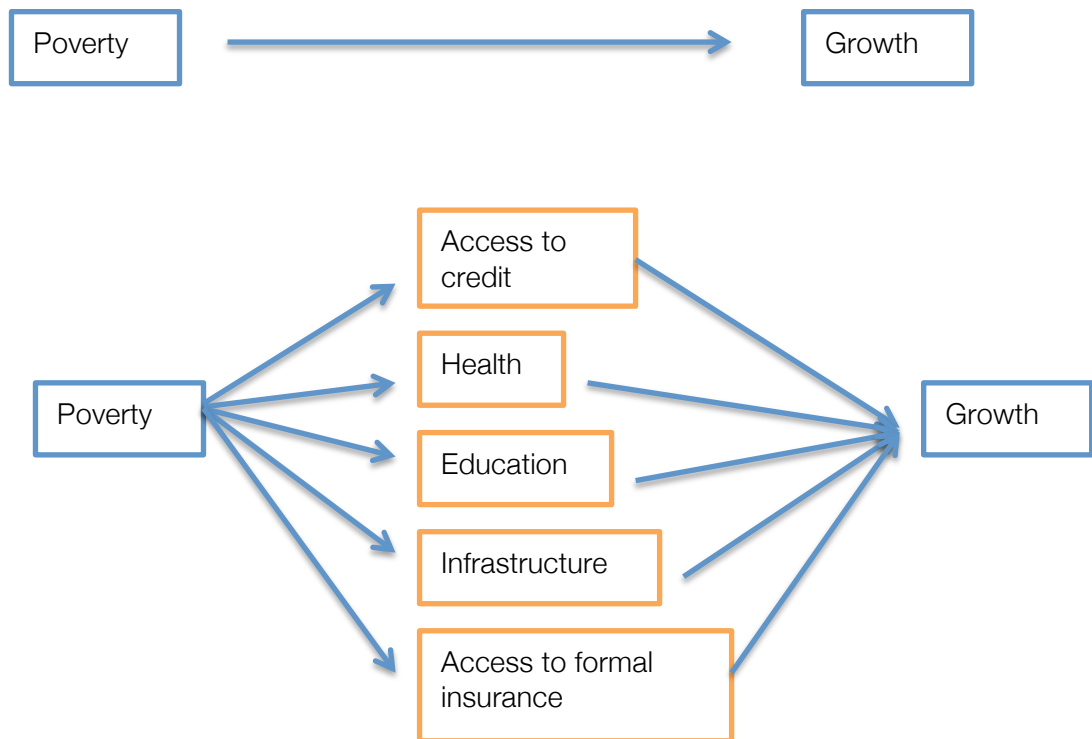 Poverty
Growth
Access to
credit
Health
Poverty
Growth
Education
Infrastructure
Access to formal
insurance